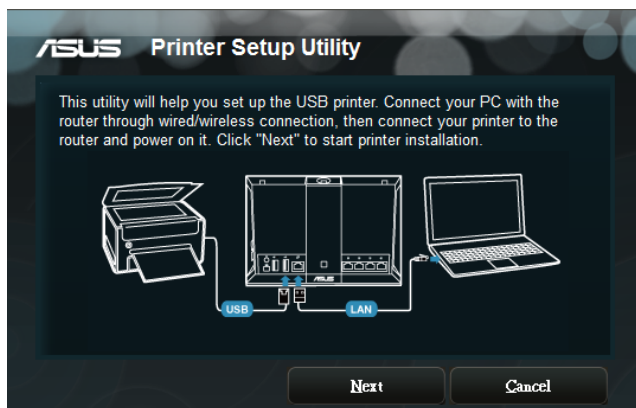 ASUS Printer Setup Utility
This utility will help you set up the USB printer. Connect your PC with the
router through wired/wireless connection, then connect your printer to the
router and power on it. Click "Next" to start printer installation.
ASUS
USB LAN
Next Cancel